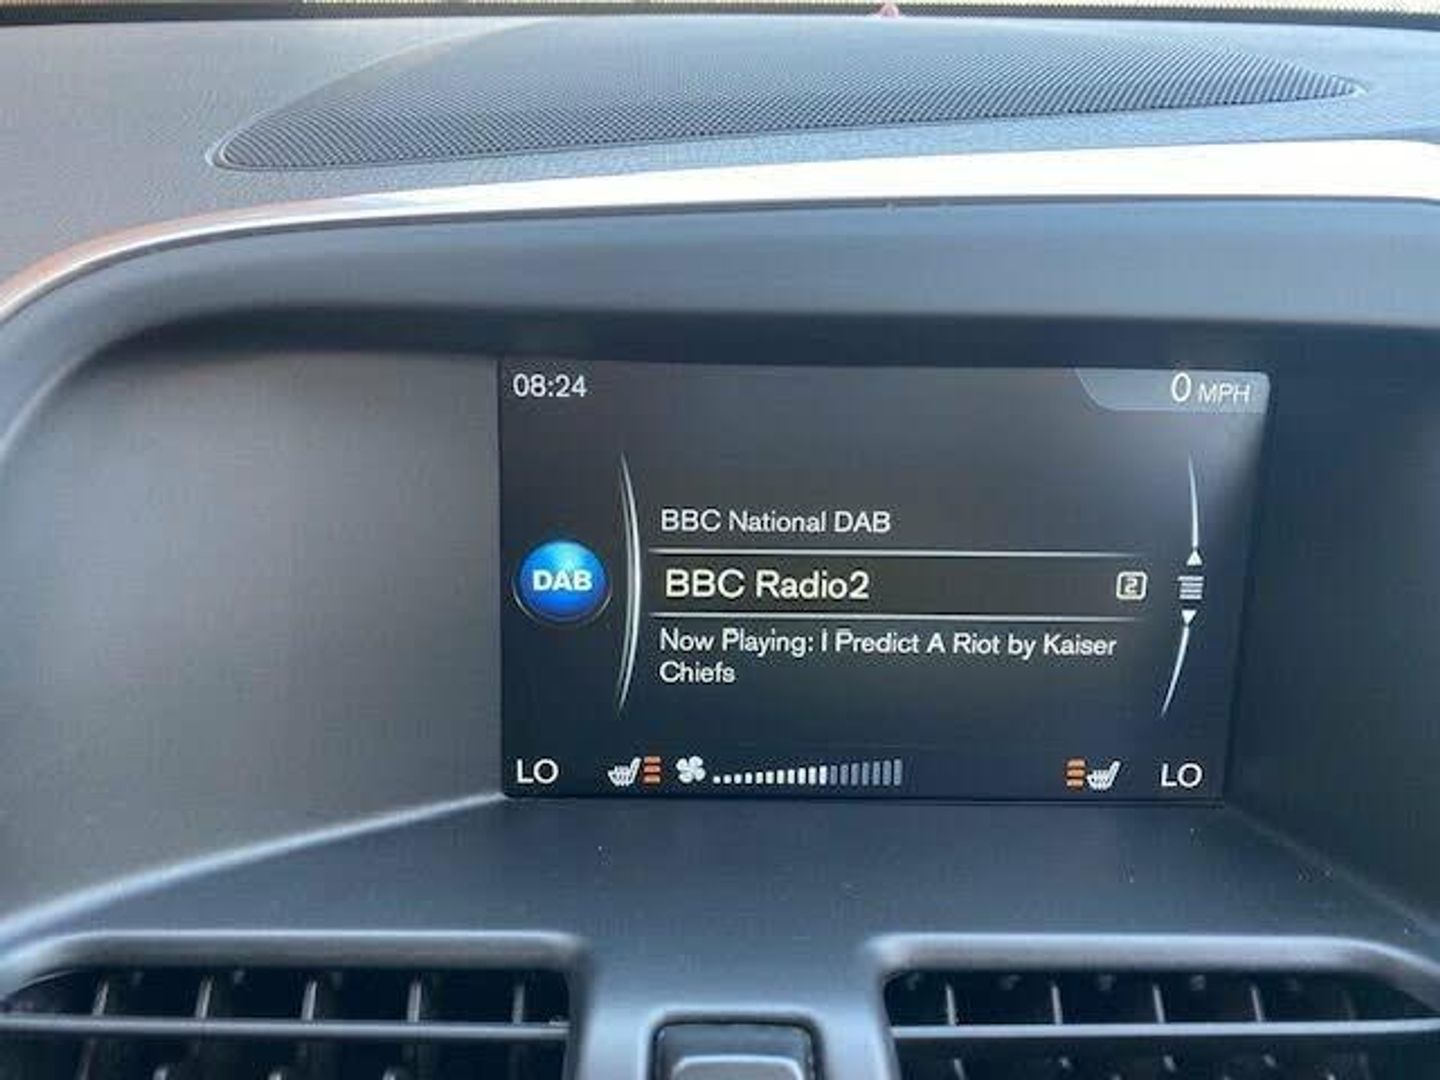 08:24
0 MPH
BBC National DAB
DAB
BBC Radio2
2
Now Playing: I Predict A Riot by Kaiser
Chiefs
LO
LO